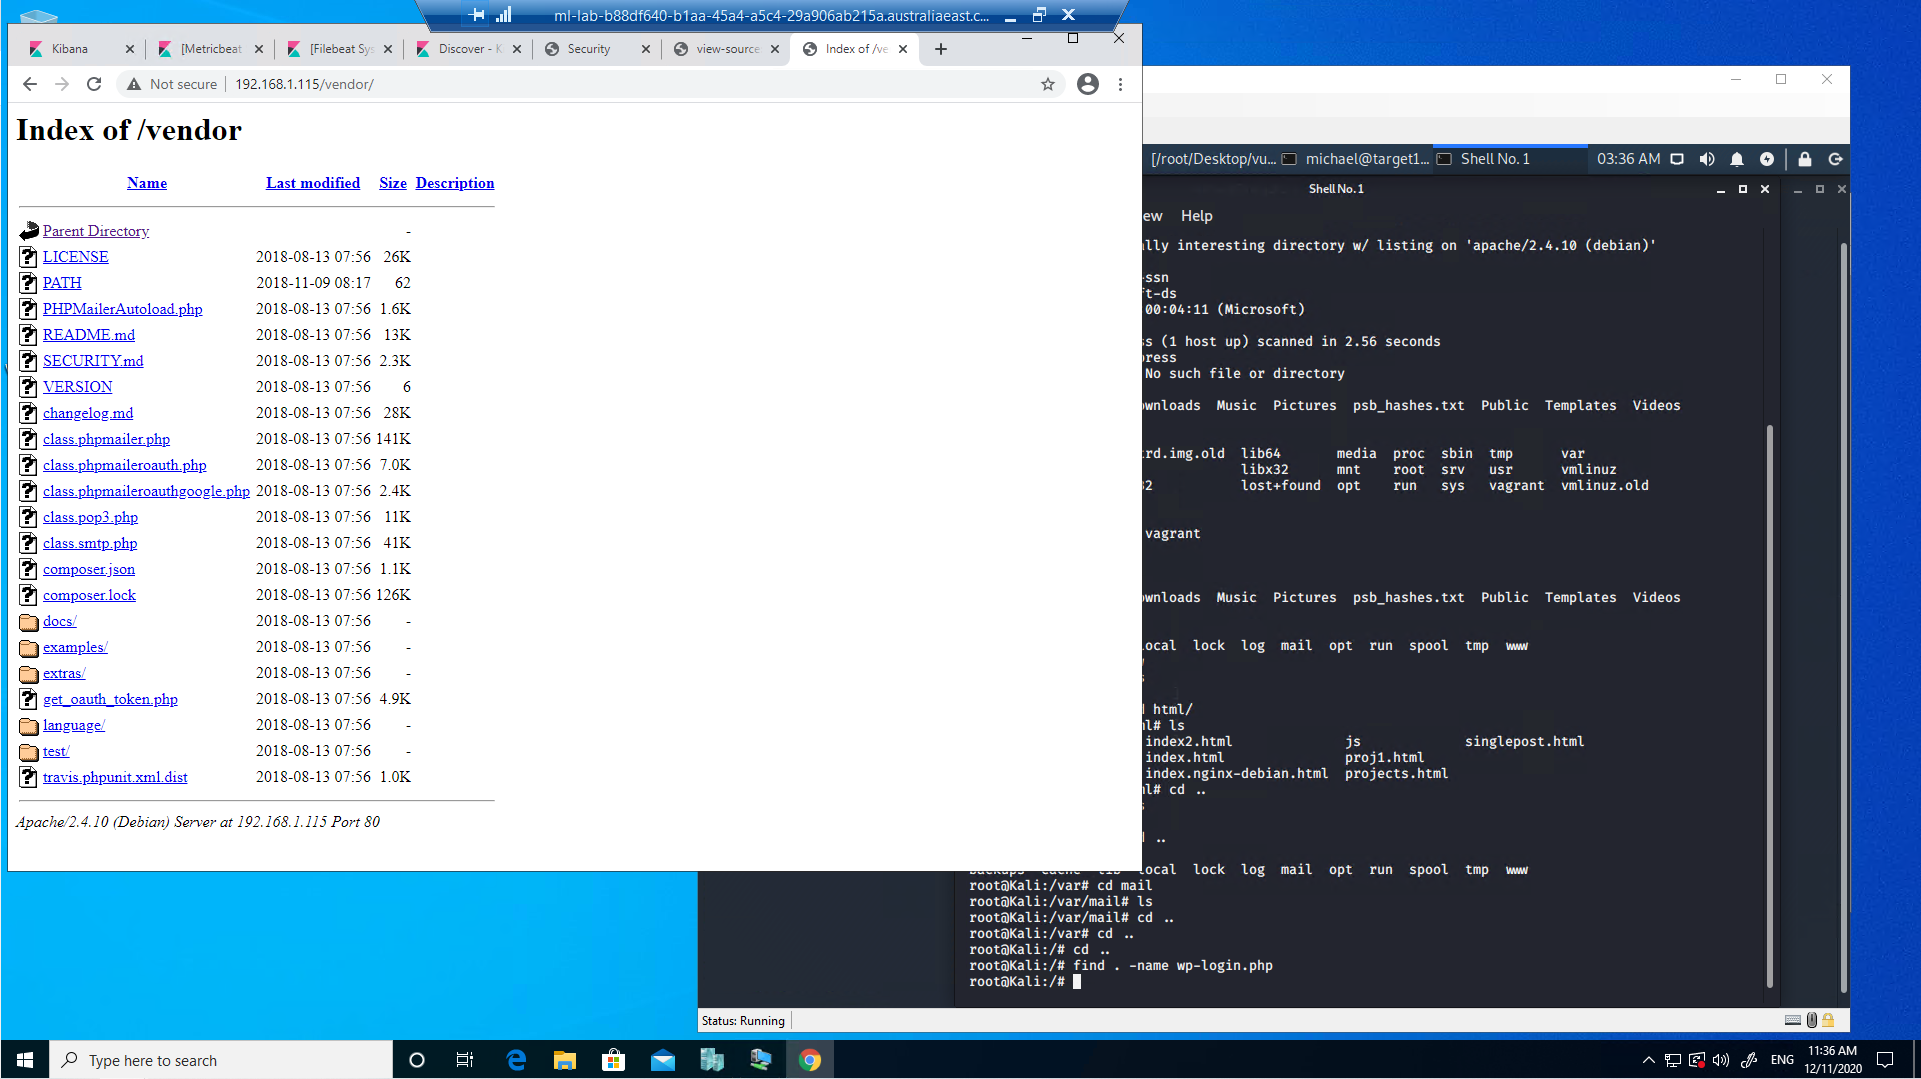 ml-lab-b88df640-b1aa-45a4-a5c4-29a906ab215a.australiaeast.c...
Kibana
[Metricbeat
[Filebeat Sys
Discover - K
Security
view-source:
Index of /ve
Not secure
192.168.1.115/vendor/
Index of /vendor
Name Last modified Size Description
Parent Directory -
LICENSE 2018-08-13 07:56 26K
PATH 2018-11-09 08:17 62
PHPMailerAutoload.php 2018-08-13 07:56 1.6K
README.md 2018-08-13 07:56 13K
SECURITY.md 2018-08-13 07:56 2.3K
VERSION 2018-08-13 07:56 6
changelog.md 2018-08-13 07:56 28K
class.phpmailer.php 2018-08-13 07:56 141K
class.phpmaileroauth.php 2018-08-13 07:56 7.0K
class.phpmaileroauthgoogle.php 2018-08-13 07:56 2.4K
class.pop3.php 2018-08-13 07:56 11K
class.smtp.php 2018-08-13 07:56 41K
composer.json 2018-08-13 07:56 1.1K
composer.lock 2018-08-13 07:56 126K
docs/ 2018-08-13 07:56 -
examples/ 2018-08-13 07:56 -
extras/ 2018-08-13 07:56 -
get_oauth_token.php 2018-08-13 07:56 4.9K
language/ 2018-08-13 07:56 -
test/ 2018-08-13 07:56 -
travis.phpunit.xml.dist 2018-08-13 07:56 1.0K
Apache/2.4.10 (Debian) Server at 192.168.1.115 Port 80
[/root/Desktop/vu... michael@target1... Shell No. 1 03:36 AM
Shell No. 1
ew Help
lly interesting directory w/ listing on 'apache/2.4.10 (debian)'
-ssn
ft-ds
00:04:11 (Microsoft)
ss (1 host up) scanned in 2.56 seconds
press
No such file or directory
wnloads Music Pictures psb_hashes.txt Public Templates Videos
trd.img.old lib64 media proc sbin tmp var
libx32 mnt root srv usr vmlinuz
32 lost+found opt run sys vagrant vmlinuz.old
vagrant
wnloads Music Pictures psb_hashes.txt Public Templates Videos
ocal lock log mail opt run spool tmp www
html/
ml# ls
index2.html js singlepost.html
index.html proj1.html
index.nginx-debian.html projects.html
ml# cd ..
..
backups cache lib local lock log mail opt run spool tmp www
root@Kali:/var# cd mail
root@Kali:/var/mail# ls
root@Kali:/var/mail# cd ..
root@Kali:/var# cd ..
root@Kali:/# cd ..
root@Kali:/# find . -name wp-login.php
root@Kali:/#
Status: Running
Type here to search
ENG
11:36 AM
12/11/2020